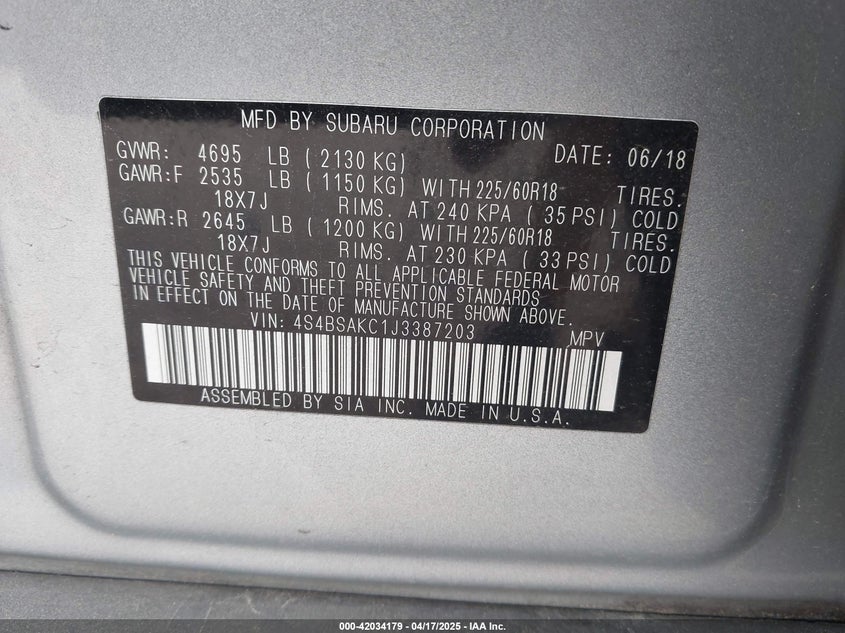 MFD BY SUBARU CORPORATION
GVWR: 4695 LB (2130 KG) DATE: 06/18
GAWR:F 2535 LB (1150 KG) WITH 225/60R18 TIRES.
18X7J RIMS. AT 240 KPA (35 PSI) COLD
GAWR:R 2645 LB (1200 KG) WITH 225/60R18 TIRES.
18X7J RIMS. AT 230 KPA (33 PSI) COLD
THIS VEHICLE CONFORMS TO ALL APPLICABLE FEDERAL MOTOR
VEHICLE SAFETY AND THEFT PREVENTION STANDARDS
IN EFFECT ON THE DATE OF MANUFACTURE SHOWN ABOVE.
VIN: 4S4BSAKC1J3387203 MPV
ASSEMBLED BY SIA INC. MADE IN U.S.A.
000-42034179 - 04/17/2025 - IAA Inc.